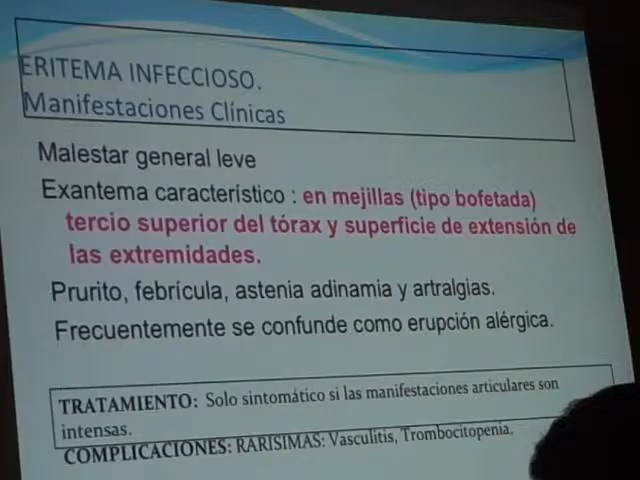 ERITEMA INFECCIOSO.
Manifestaciones Clínicas
Malestar general leve
Exantema característico : en mejillas (tipo bofetada)
tercio superior del tórax y superficie de extensión de
las extremidades.
Prurito, febrícula, astenia adinamia y artralgias.
Frecuentemente se confunde como erupción alérgica.
TRATAMIENTO: Solo sintomático si las manifestaciones articulares son
intensas.
COMPLICACIONES: RARISIMAS: Vasculitis, Trombocitopenia.